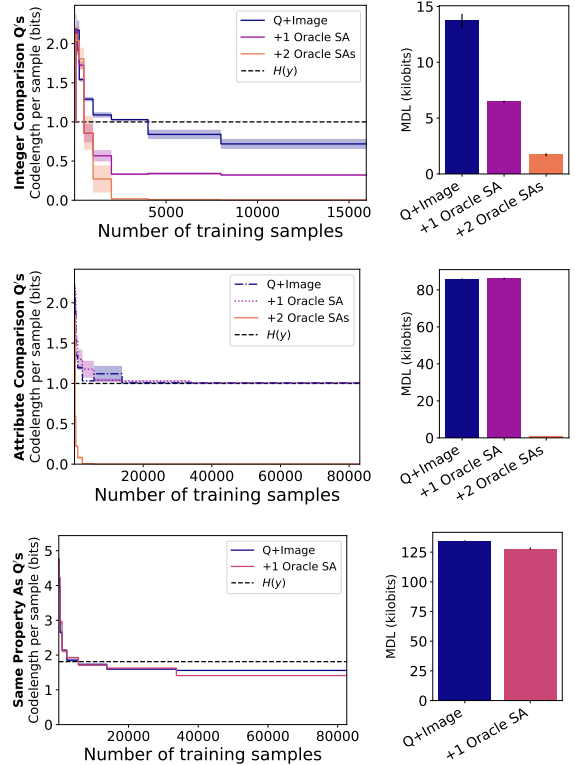 Integer Comparison Q's
Codelength per sample (bits)
2.0
1.5
1.0
0.5
0.0
Q+Image
+1 Oracle SA
+2 Oracle SAs
H(y)
5000
10000
15000
Number of training samples
MDL (kilobits)
15
10
5
0
Q+Image
+1 Oracle SA
+2 Oracle SAs
Attribute Comparison Q's
Codelength per sample (bits)
2.0
1.5
1.0
0.5
0.0
Q+Image
+1 Oracle SA
+2 Oracle SAs
H(y)
20000
40000
60000
80000
Number of training samples
MDL (kilobits)
80
60
40
20
0
Q+Image
+1 Oracle SA
+2 Oracle SAs
Same Property As Q's
Codelength per sample (bits)
5
4
3
2
1
0
Q+Image
+1 Oracle SA
H(y)
20000
40000
60000
80000
Number of training samples
MDL (kilobits)
125
100
75
50
25
0
Q+Image
+1 Oracle SA